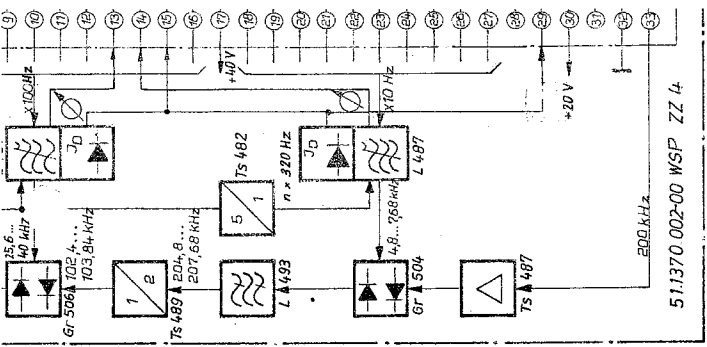 9 10 11 12 13 14 15 16 17 18 19 20 21 22 23 24 25 26 27 28 29 30 31 32 33
x100Hz
+40 V
x10 Hz
+20 V
200 kHz
JD
Ts 482
n x 320 Hz
JD
L 487
5
1
25,6...
40 kHz
102,4...
103,84 kHz
204,8...
207,68 kHz
4,8...7,68 kHz
Gr 506
1
2
Ts 489
L 493
Gr 504
Ts 487
51.1370.002-00 WSP ZZ 4